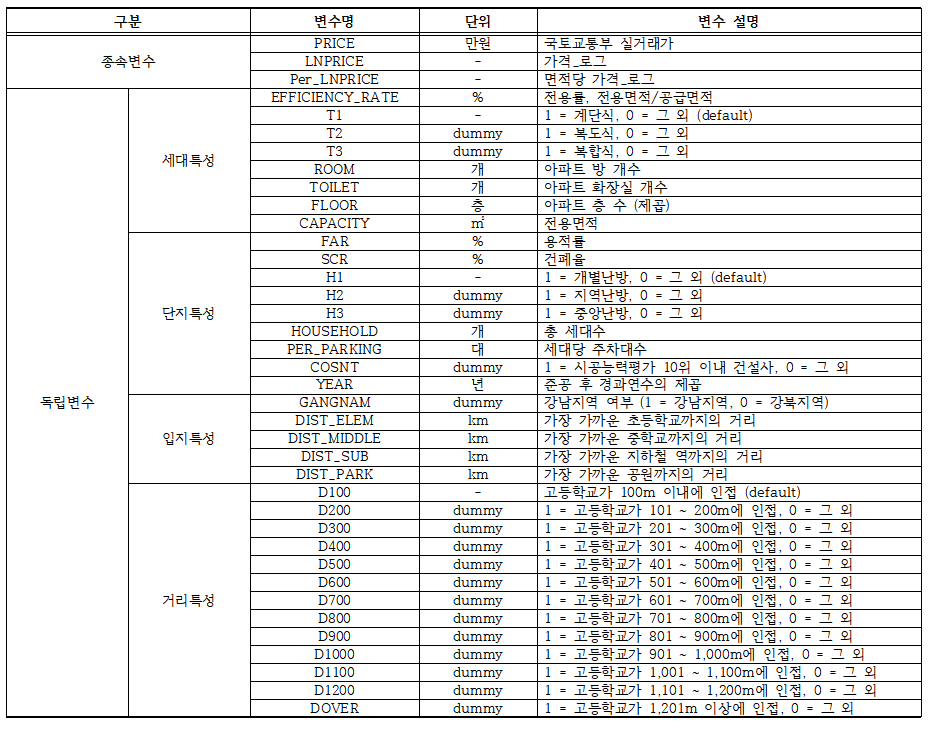 구분 변수명 단위 변수 설명
종속변수 PRICE 만원 국토교통부 실거래가
LNPRICE - 가격_로그
Per_LNPRICE - 면적당 가격_로그
독립변수 세대특성 EFFICIENCY_RATE % 전용률, 전용면적/공급면적
T1 - 1 = 계단식, 0 = 그 외 (default)
T2 dummy 1 = 복도식, 0 = 그 외
T3 dummy 1 = 복합식, 0 = 그 외
ROOM 개 아파트 방 개수
TOILET 개 아파트 화장실 개수
FLOOR 층 아파트 층 수 (제곱)
CAPACITY ㎡ 전용면적
단지특성 FAR % 용적률
SCR % 건폐율
H1 - 1 = 개별난방, 0 = 그 외 (default)
H2 dummy 1 = 지역난방, 0 = 그 외
H3 dummy 1 = 중앙난방, 0 = 그 외
HOUSEHOLD 개 총 세대수
PER_PARKING 대 세대당 주차대수
COSNT dummy 1 = 시공능력평가 10위 이내 건설사, 0 = 그 외
YEAR 년 준공 후 경과연수의 제곱
입지특성 GANGNAM dummy 강남지역 여부 (1 = 강남지역, 0 = 강북지역)
DIST_ELEM km 가장 가까운 초등학교까지의 거리
DIST_MIDDLE km 가장 가까운 중학교까지의 거리
DIST_SUB km 가장 가까운 지하철 역까지의 거리
DIST_PARK km 가장 가까운 공원까지의 거리
거리특성 D100 - 고등학교가 100m 이내에 인접 (default)
D200 dummy 1 = 고등학교가 101 ~ 200m에 인접, 0 = 그 외
D300 dummy 1 = 고등학교가 201 ~ 300m에 인접, 0 = 그 외
D400 dummy 1 = 고등학교가 301 ~ 400m에 인접, 0 = 그 외
D500 dummy 1 = 고등학교가 401 ~ 500m에 인접, 0 = 그 외
D600 dummy 1 = 고등학교가 501 ~ 600m에 인접, 0 = 그 외
D700 dummy 1 = 고등학교가 601 ~ 700m에 인접, 0 = 그 외
D800 dummy 1 = 고등학교가 701 ~ 800m에 인접, 0 = 그 외
D900 dummy 1 = 고등학교가 801 ~ 900m에 인접, 0 = 그 외
D1000 dummy 1 = 고등학교가 901 ~ 1,000m에 인접, 0 = 그 외
D1100 dummy 1 = 고등학교가 1,001 ~ 1,100m에 인접, 0 = 그 외
D1200 dummy 1 = 고등학교가 1,101 ~ 1,200m에 인접, 0 = 그 외
DOVER dummy 1 = 고등학교가 1,201m 이상에 인접, 0 = 그 외